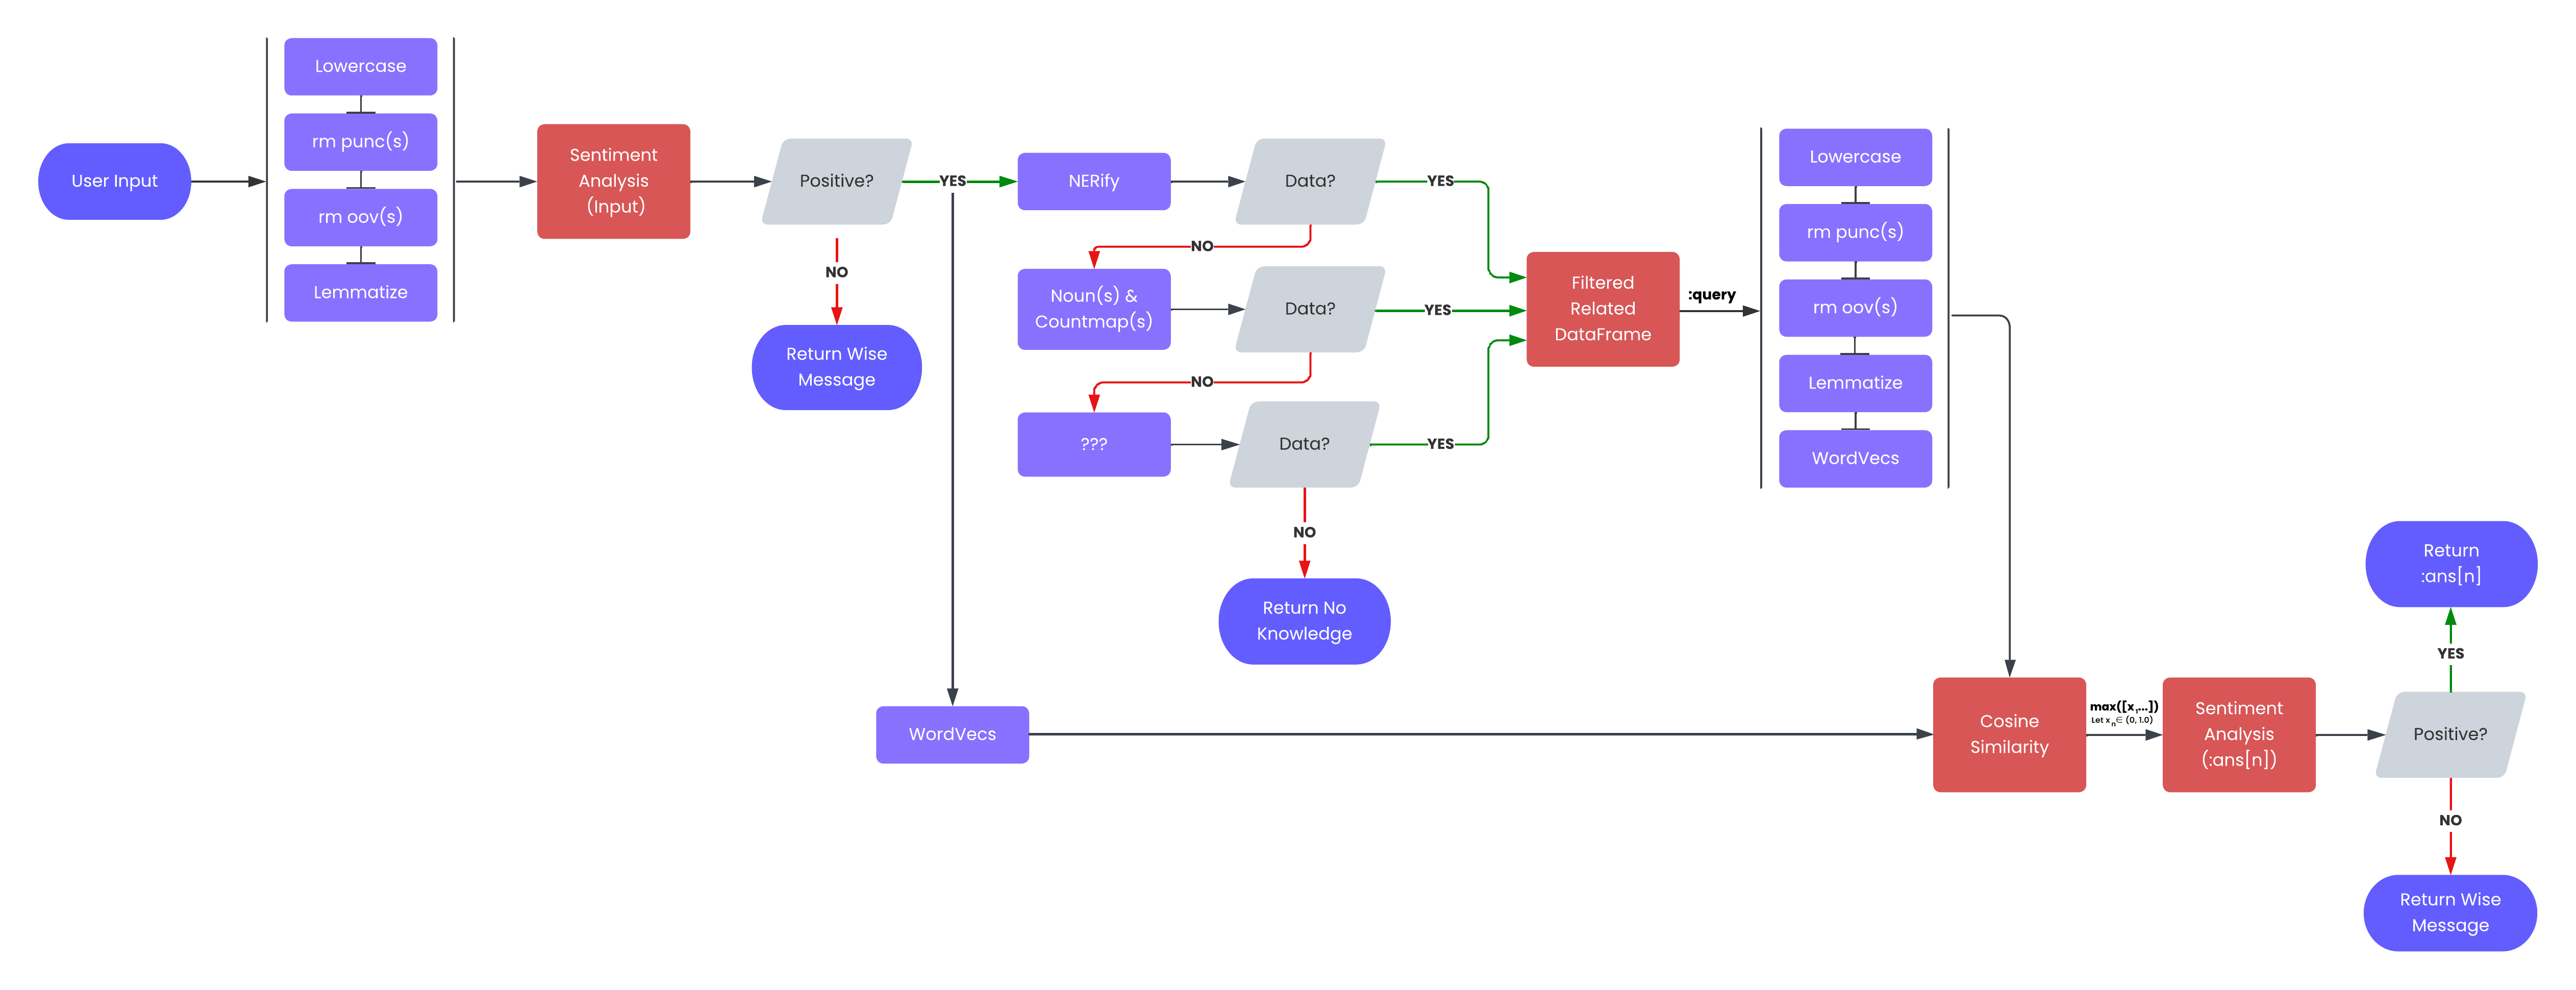 User Input
Lowercase
rm punc(s)
rm oov(s)
Lemmatize
Sentiment
Analysis
(Input)
Positive?
NO
Return Wise
Message
YES
NERify
Data?
YES
NO
Noun(s) &
Countmap(s)
Data?
YES
NO
???
Data?
YES
NO
Return No
Knowledge
Filtered
Related
DataFrame
:query
Lowercase
rm punc(s)
rm oov(s)
Lemmatize
WordVecs
WordVecs
Cosine
Similarity
max([x ,...])
Let x n ∈ (0, 1.0)
Sentiment
Analysis
(:ans[n])
Positive?
YES
Return
:ans[n]
NO
Return Wise
Message